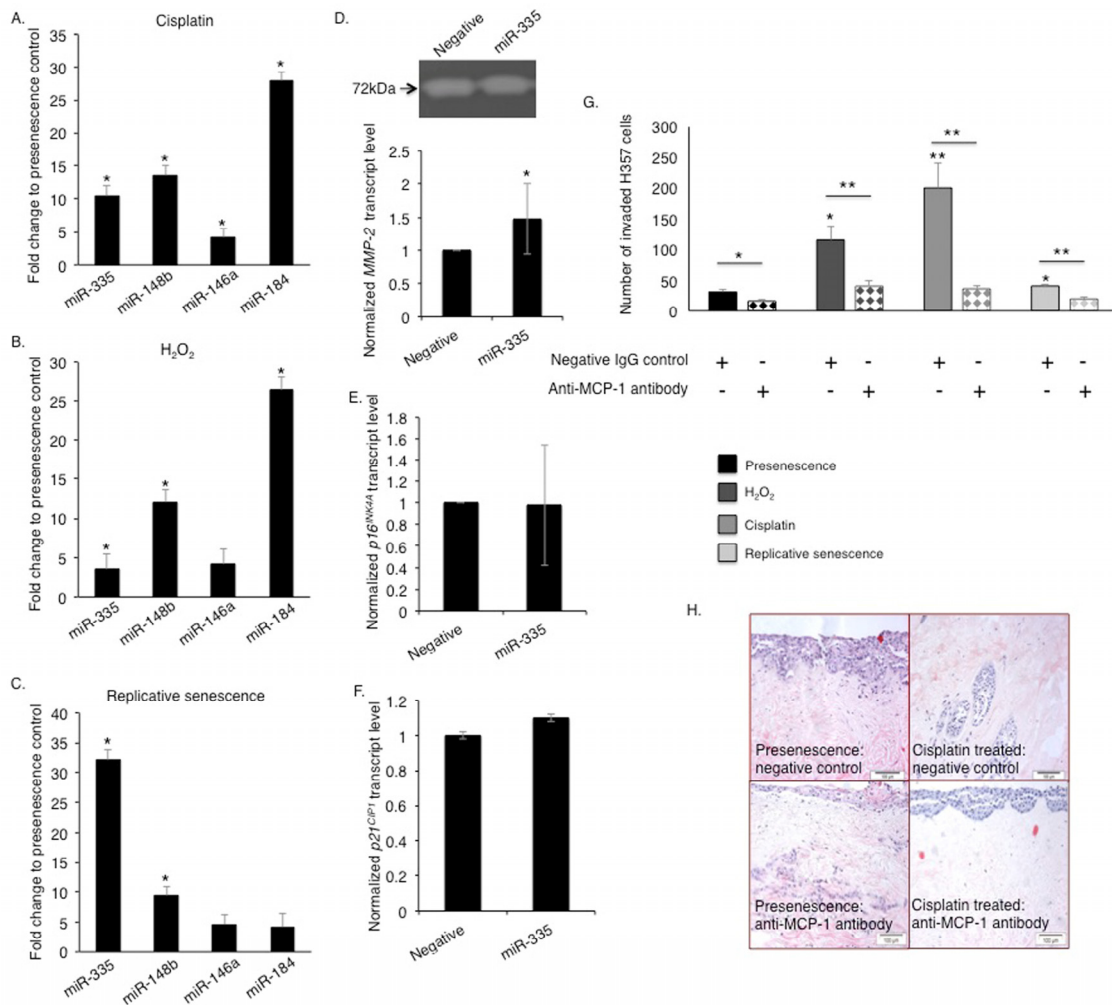 A.
Cisplatin
Fold change to presenescence control
35
30
25
20
15
10
5
0
* * * *
miR-335 miR-148b miR-146a miR-184
B.
H₂O₂
Fold change to presenescence control
30
25
20
15
10
5
0
* * *
miR-335 miR-148b miR-146a miR-184
C.
Replicative senescence
Fold change to presenescence control
40
35
30
25
20
15
10
5
0
* *
miR-335 miR-148b miR-146a miR-184
D.
Negative miR-335
72kDa
Normalized MMP-2 transcript level
2.5
2
1.5
1
0.5
0
*
Negative miR-335
E.
Normalized p16^INK4A transcript level
1.8
1.6
1.4
1.2
1
0.8
0.6
0.4
0.2
0
Negative miR-335
F.
Normalized p21^CIP1 transcript level
1.2
1
0.8
0.6
0.4
0.2
0
Negative miR-335
G.
Number of invaded H357 cells
300
250
200
150
100
50
0
* * ** ** ** * **
Negative IgG control + - + - + - + -
Anti-MCP-1 antibody - + - + - + - +
Presenescence
H₂O₂
Cisplatin
Replicative senescence
H.
Presenescence:
negative control
Cisplatin treated:
negative control
Presenescence:
anti-MCP-1 antibody
100 µm
Cisplatin treated:
anti-MCP-1 antibody
100 µm